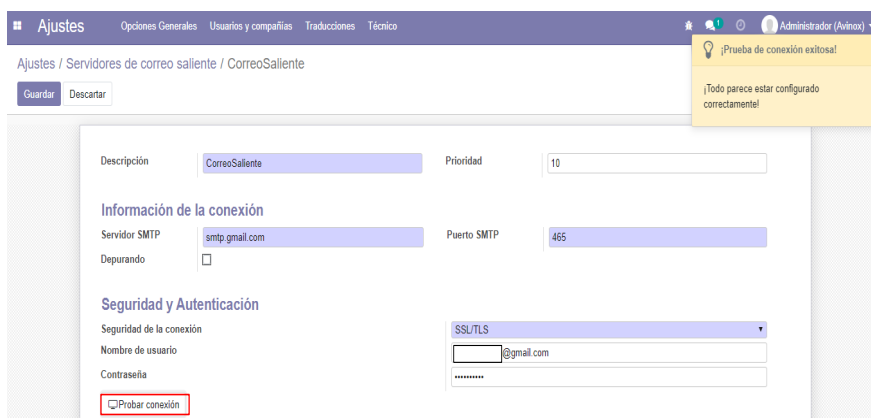 Ajustes Opciones Generales Usuarios y compañías Traducciones Técnico 1 Administrador (Avinox)
¡Prueba de conexión exitosa!
¡Todo parece estar configurado
correctamente!
Ajustes / Servidores de correo saliente / CorreoSaliente
Guardar Descartar
Descripción CorreoSaliente Prioridad 10
Información de la conexión
Servidor SMTP smtp.gmail.com Puerto SMTP 465
Depurando
Seguridad y Autenticación
Seguridad de la conexión SSL/TLS
Nombre de usuario @gmail.com
Contraseña ••••••••••
Probar conexión